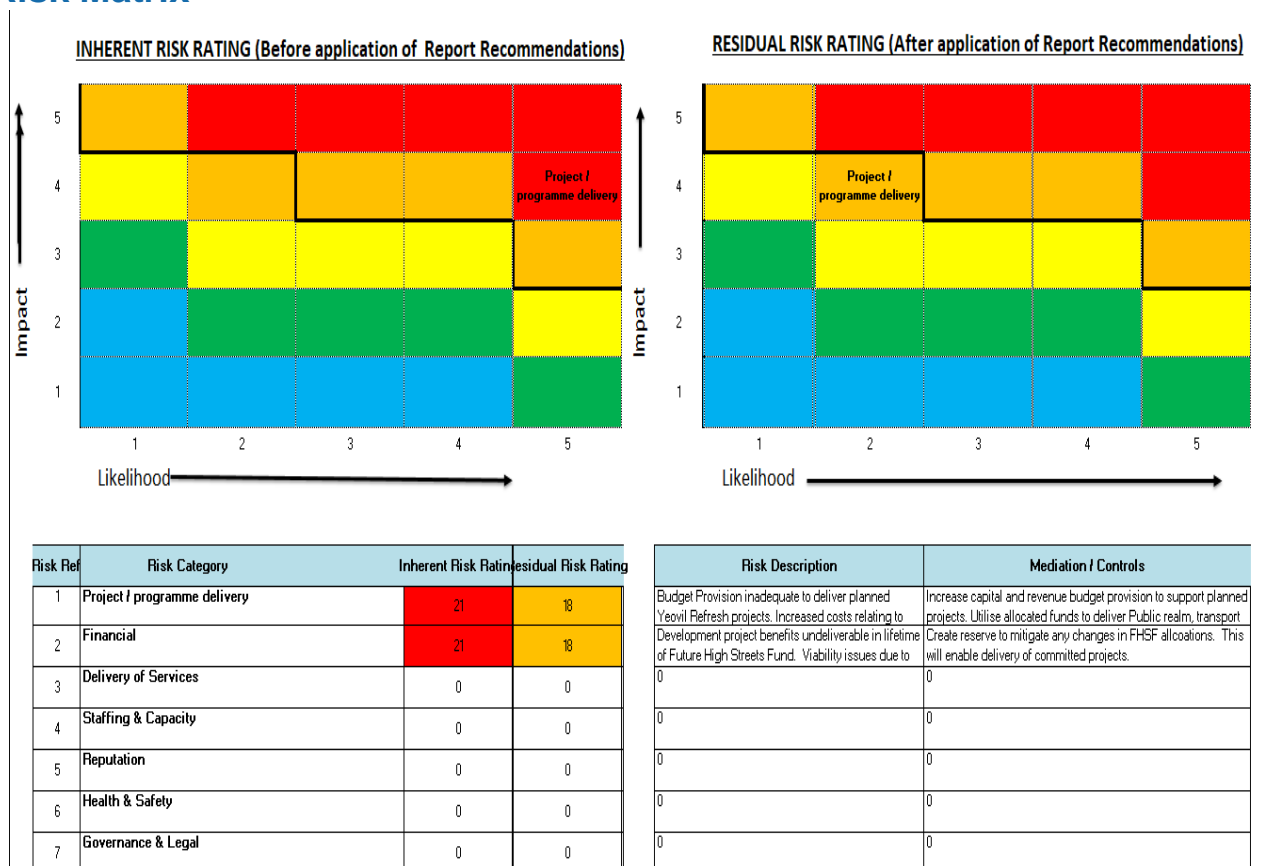 Risk Matrix
INHERENT RISK RATING (Before application of Report Recommendations)
5
4
Project / programme delivery
3
2
1
1 2 3 4 5
Impact
Likelihood
RESIDUAL RISK RATING (After application of Report Recommendations)
5
4
Project / programme delivery
3
2
1
1 2 3 4 5
Impact
Likelihood
Risk Ref Risk Category Inherent Risk Rating esidual Risk Rating
1 Project / programme delivery 21 18
2 Financial 21 18
3 Delivery of Services 0 0
4 Staffing & Capacity 0 0
5 Reputation 0 0
6 Health & Safety 0 0
7 Governance & Legal 0 0
Risk Description Mediation / Controls
Budget Provision inadequate to deliver planned
Yeovil Refresh projects. Increased costs relating to
Increase capital and revenue budget provision to support planned
projects. Utilise allocated funds to deliver Public realm, transport
Development project benefits undeliverable in lifetime
of Future High Streets Fund. Viability issues due to
Create reserve to mitigate any changes in FHSF allcoations. This
will enable delivery of committed projects.
0 0
0 0
0 0
0 0
0 0